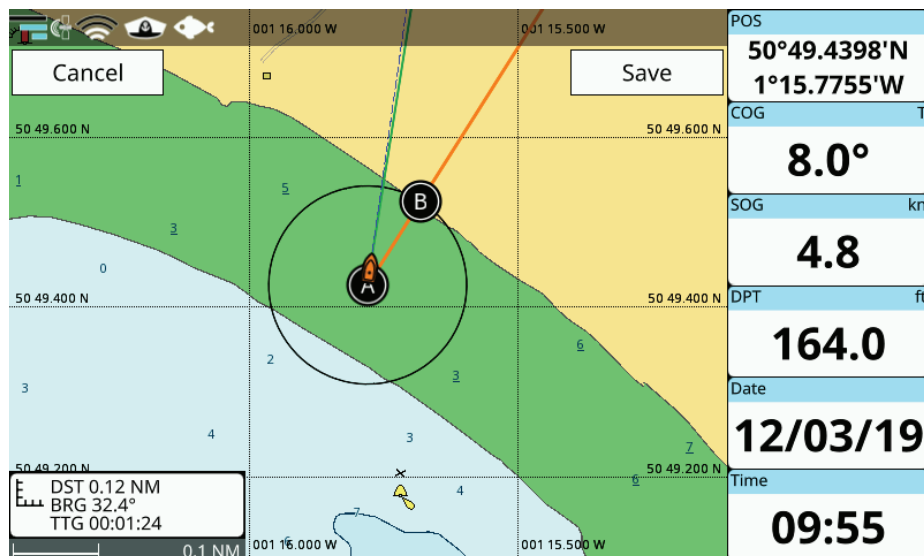 001 16.000 W
001 15.500 W
Cancel
Save
50 49.600 N
50 49.600 N
1
5
3
B
0
A
50 49.400 N
50 49.400 N
6
2
3
3
4
3
7
50 49.200 N
50 49.200 N
6
4
7
DST 0.12 NM
BRG 32.4°
TTG 00:01:24
0.1 NM
001 16.000 W
001 15.500 W
POS
50°49.4398'N
1°15.7755'W
COG T
8.0°
SOG kn
4.8
DPT ft
164.0
Date
12/03/19
Time
09:55